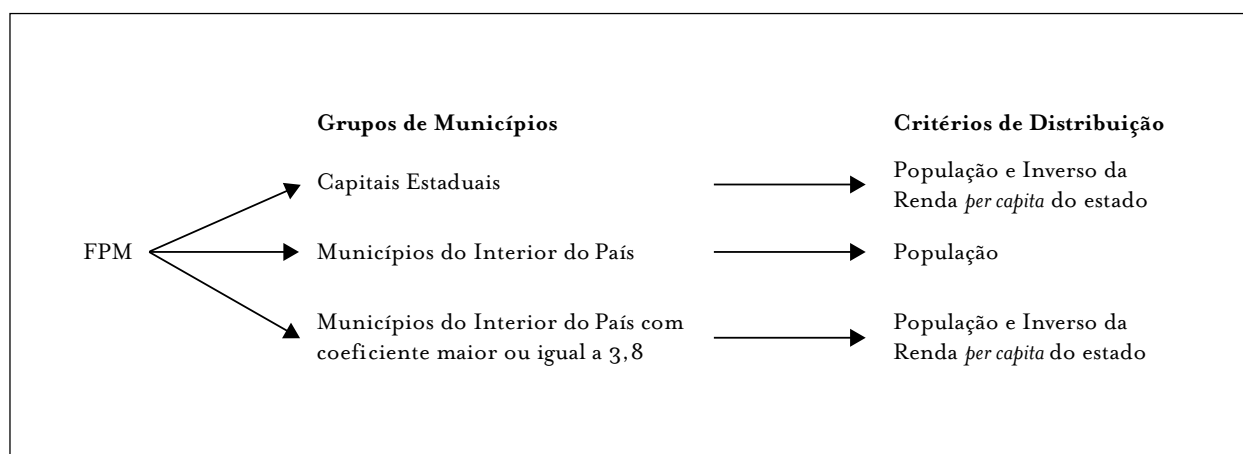 Grupos de Municípios
Critérios de Distribuição
Capitais Estaduais
População e Inverso da
Renda per capita do estado
FPM
Municípios do Interior do País
População
Municípios do Interior do País com
coeficiente maior ou igual a 3,8
População e Inverso da
Renda per capita do estado